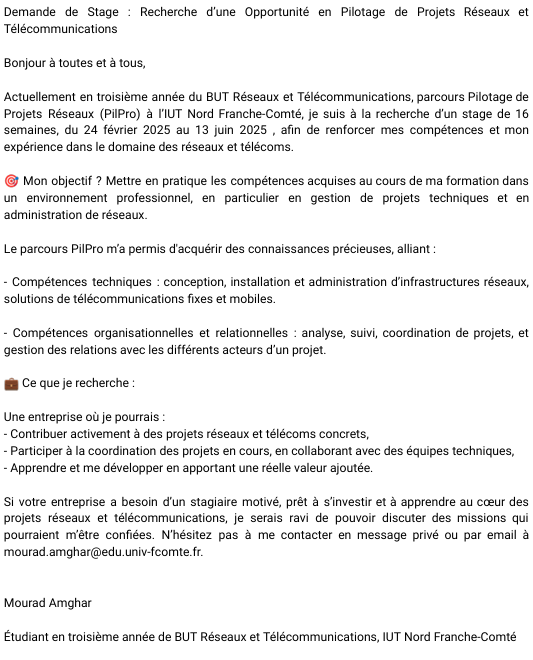 Demande de Stage : Recherche d’une Opportunité en Pilotage de Projets Réseaux et
Télécommunications
Bonjour à toutes et à tous,
Actuellement en troisième année du BUT Réseaux et Télécommunications, parcours Pilotage de
Projets Réseaux (PilPro) à l’IUT Nord Franche-Comté, je suis à la recherche d’un stage de 16
semaines, du 24 février 2025 au 13 juin 2025 , afin de renforcer mes compétences et mon
expérience dans le domaine des réseaux et télécoms.
🎯 Mon objectif ? Mettre en pratique les compétences acquises au cours de ma formation dans
un environnement professionnel, en particulier en gestion de projets techniques et en
administration de réseaux.
Le parcours PilPro m’a permis d'acquérir des connaissances précieuses, alliant :
- Compétences techniques : conception, installation et administration d’infrastructures réseaux,
solutions de télécommunications fixes et mobiles.
- Compétences organisationnelles et relationnelles : analyse, suivi, coordination de projets, et
gestion des relations avec les différents acteurs d’un projet.
💼 Ce que je recherche :
Une entreprise où je pourrais :
- Contribuer activement à des projets réseaux et télécoms concrets,
- Participer à la coordination des projets en cours, en collaborant avec des équipes techniques,
- Apprendre et me développer en apportant une réelle valeur ajoutée.
Si votre entreprise a besoin d’un stagiaire motivé, prêt à s’investir et à apprendre au cœur des
projets réseaux et télécommunications, je serais ravi de pouvoir discuter des missions qui
pourraient m’être confiées. N’hésitez pas à me contacter en message privé ou par email à
mourad.amghar@edu.univ-fcomte.fr.
Mourad Amghar
Étudiant en troisième année de BUT Réseaux et Télécommunications, IUT Nord Franche-Comté